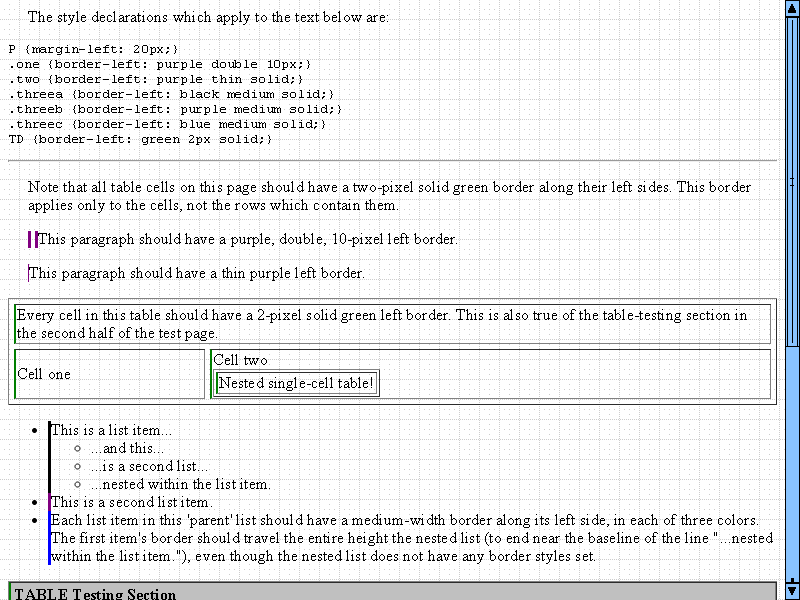 The style declarations which apply to the text below are:
P {margin-left: 20px;}
.one {border-left: purple double 10px;}
.two {border-left: purple thin solid;}
.threea {border-left: black medium solid;}
.threeb {border-left: purple medium solid;}
.threec {border-left: blue medium solid;}
TD {border-left: green 2px solid;}
Note that all table cells on this page should have a two-pixel solid green border along their left sides. This border
applies only to the cells, not the rows which contain them.
This paragraph should have a purple, double, 10-pixel left border.
This paragraph should have a thin purple left border.
Every cell in this table should have a 2-pixel solid green left border. This is also true of the table-testing section in
the second half of the test page.
Cell one
Cell two
Nested single-cell table!
This is a list item...
...and this...
...is a second list...
...nested within the list item.
This is a second list item.
Each list item in this 'parent' list should have a medium-width border along its left side, in each of three colors.
The first item's border should travel the entire height the nested list (to end near the baseline of the line "...nested
within the list item."), even though the nested list does not have any border styles set.
TABLE Testing Section